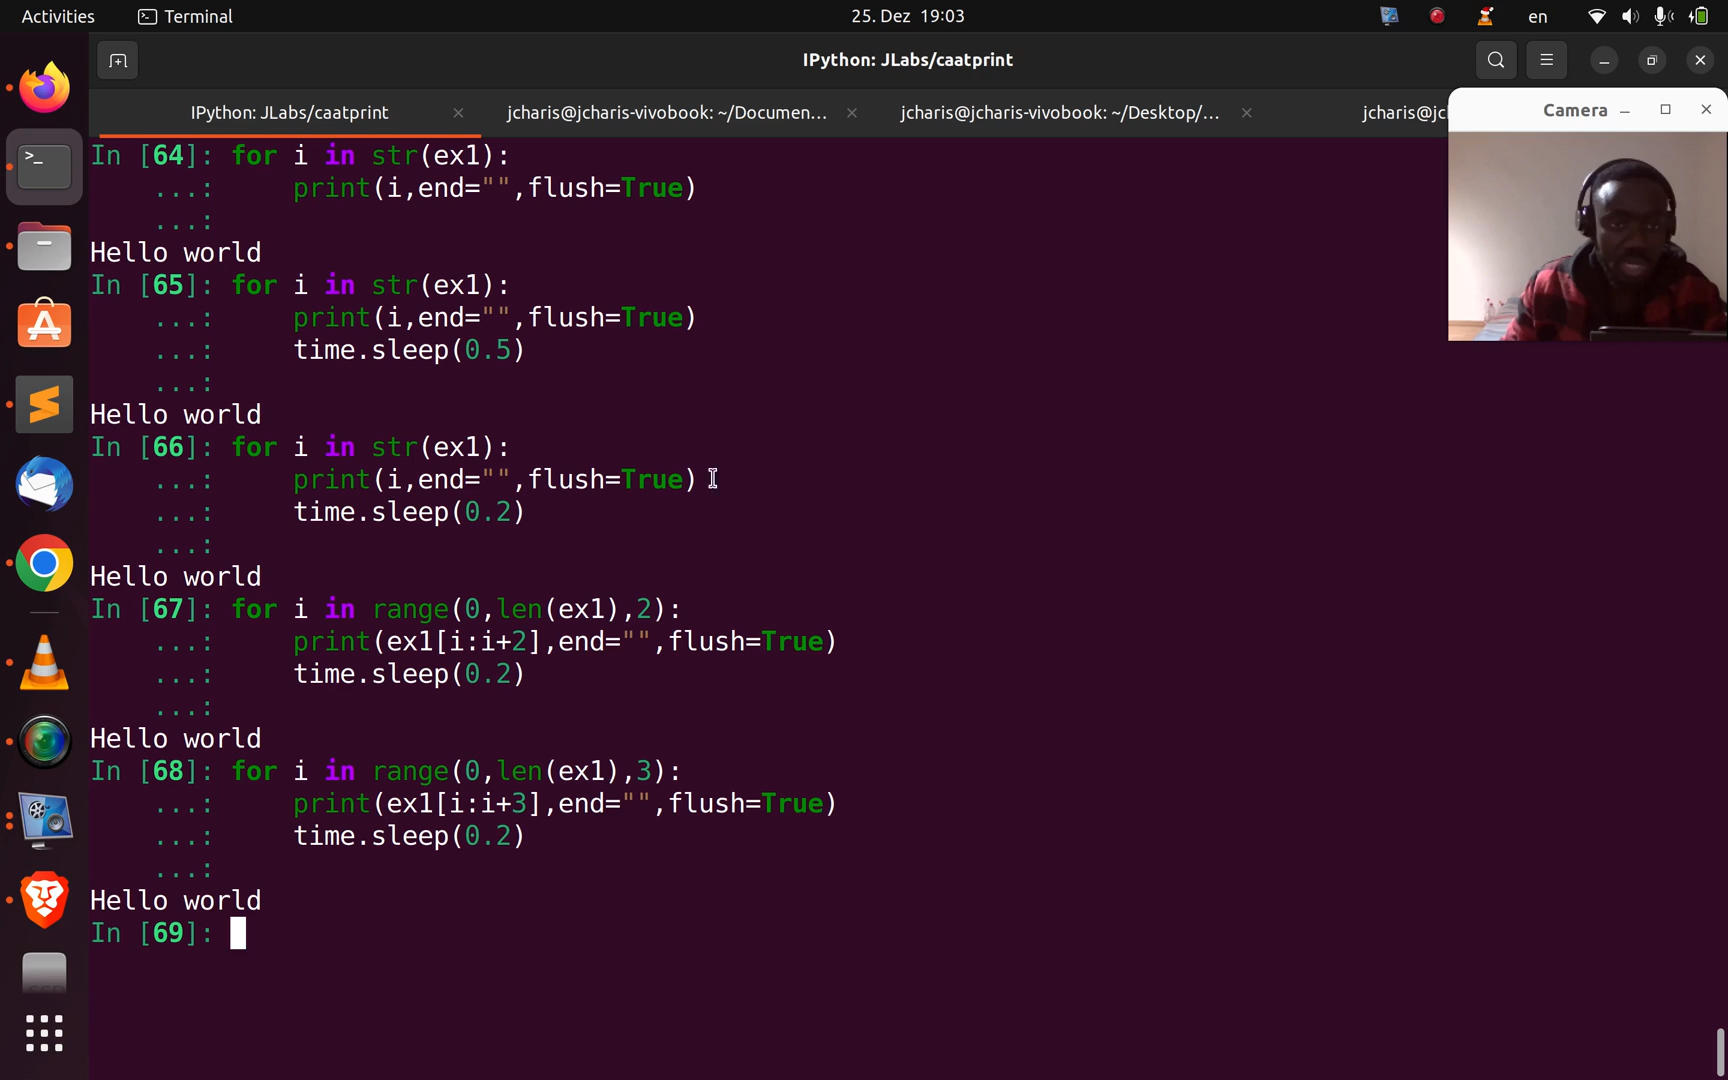 Activities
Terminal
25. Dez 19:03
en
IPython: JLabs/caatprint
IPython: JLabs/caatprint
jcharis@jcharis-vivobook: ~/Documen...
jcharis@jcharis-vivobook: ~/Desktop/...
jcharis@jc
Camera
In [64]: for i in str(ex1):
...: print(i,end="",flush=True)
...:
Hello world
In [65]: for i in str(ex1):
...: print(i,end="",flush=True)
...: time.sleep(0.5)
...:
Hello world
In [66]: for i in str(ex1):
...: print(i,end="",flush=True)
...: time.sleep(0.2)
...:
Hello world
In [67]: for i in range(0,len(ex1),2):
...: print(ex1[i:i+2],end="",flush=True)
...: time.sleep(0.2)
...:
Hello world
In [68]: for i in range(0,len(ex1),3):
...: print(ex1[i:i+3],end="",flush=True)
...: time.sleep(0.2)
...:
Hello world
In [69]: